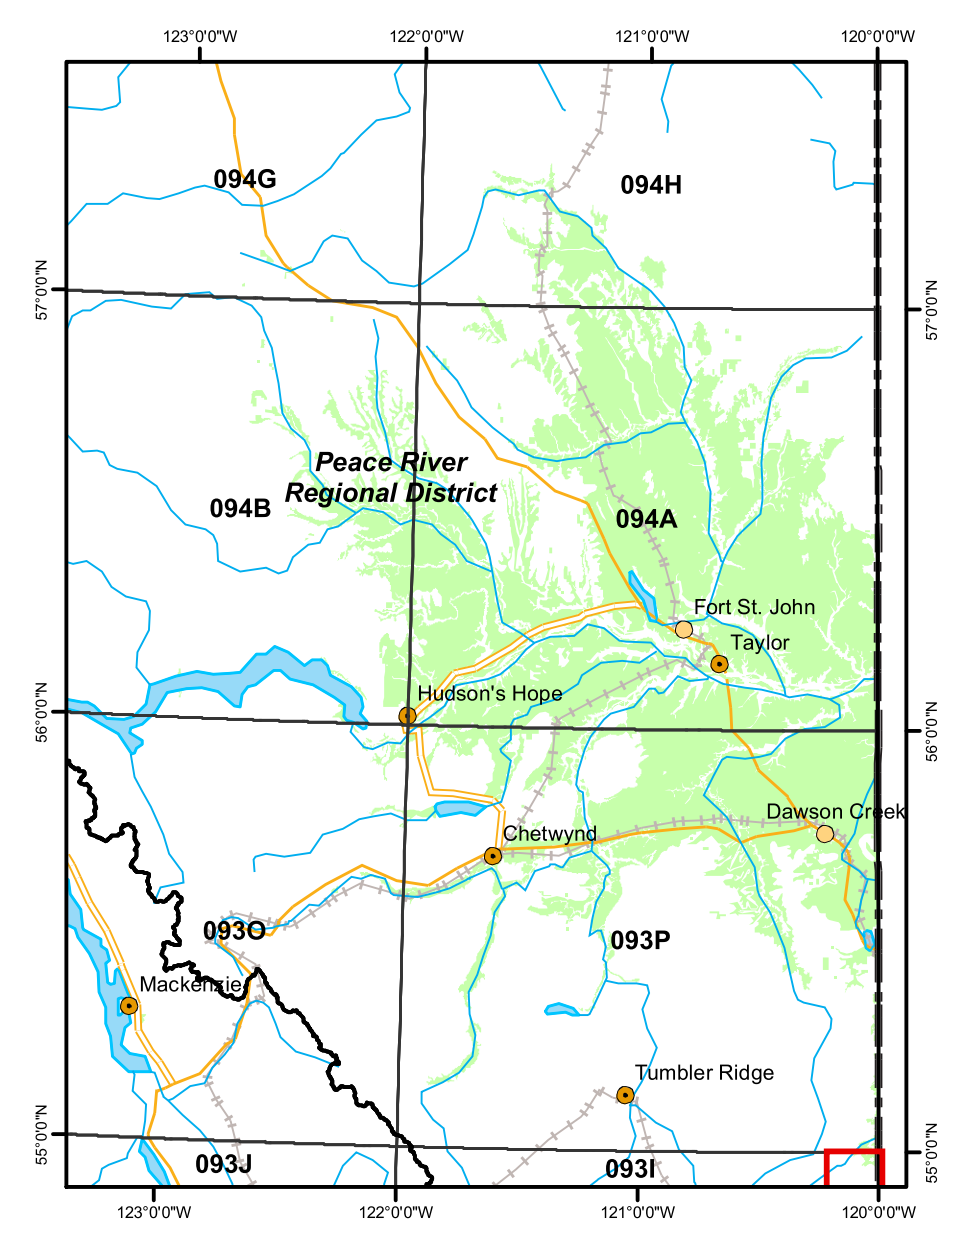 123°0'0"W
122°0'0"W
121°0'0"W
120°0'0"W
094G
094H
57°0'0"N
57°0'0"N
Peace River
Regional District
094B
094A
Fort St. John
Taylor
Hudson's Hope
56°0'0"N
56°0'0"N
Dawson Creek
Chetwynd
093O
093P
Mackenzie
Tumbler Ridge
55°0'0"N
55°0'0"N
093J
093I
123°0'0"W
122°0'0"W
121°0'0"W
120°0'0"W